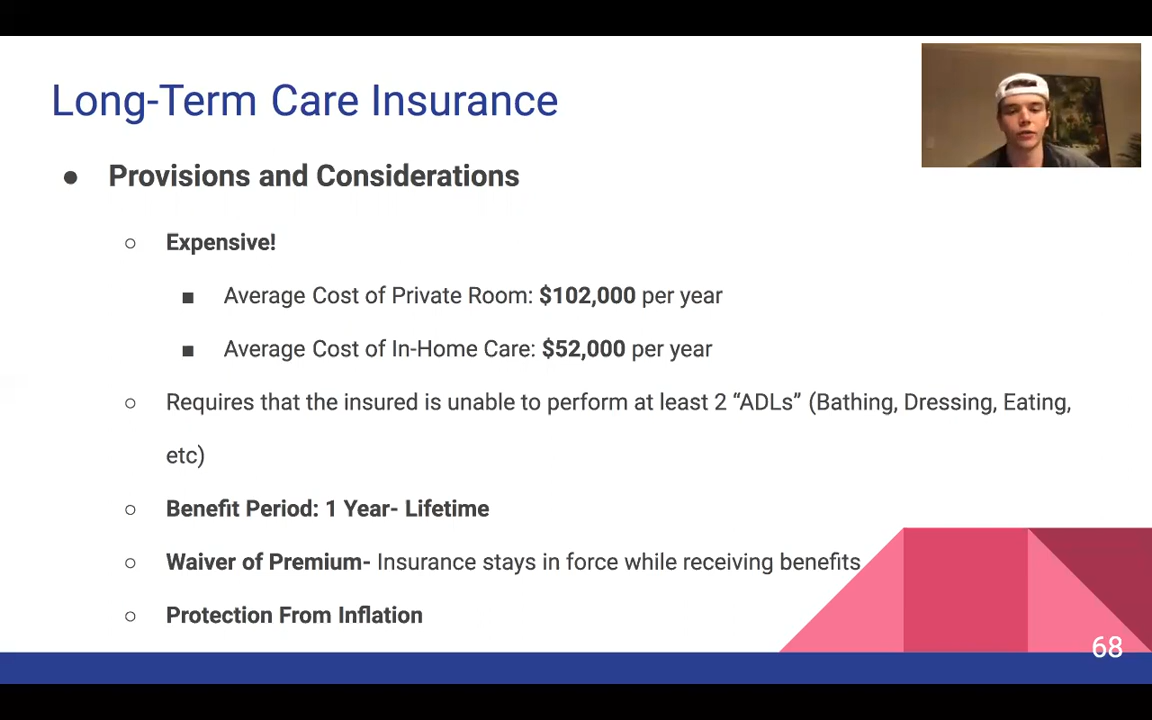 Long-Term Care Insurance
● Provisions and Considerations
○ Expensive!
■ Average Cost of Private Room: $102,000 per year
■ Average Cost of In-Home Care: $52,000 per year
○ Requires that the insured is unable to perform at least 2 “ADLs” (Bathing, Dressing, Eating,
etc)
○ Benefit Period: 1 Year- Lifetime
○ Waiver of Premium- Insurance stays in force while receiving benefits
○ Protection From Inflation
68